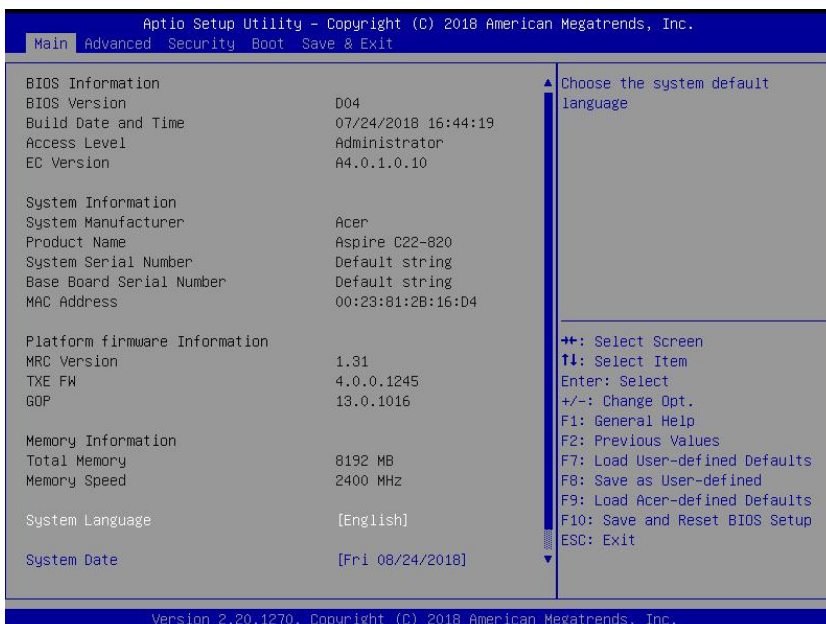 Aptio Setup Utility – Copyright (C) 2018 American Megatrends, Inc.
Main Advanced Security Boot Save & Exit
BIOS Information
BIOS Version D04
Build Date and Time 07/24/2018 16:44:19
Access Level Administrator
EC Version A4.0.1.0.10
System Information
System Manufacturer Acer
Product Name Aspire C22-820
System Serial Number Default string
Base Board Serial Number Default string
MAC Address 00:23:81:2B:16:D4
Platform firmware Information
MRC Version 1.31
TXE FW 4.0.0.1245
GOP 13.0.1016
Memory Information
Total Memory 8192 MB
Memory Speed 2400 MHz
System Language [English]
System Date [Fri 08/24/2018]
Choose the system default
language
→←: Select Screen
↑↓: Select Item
Enter: Select
+/-: Change Opt.
F1: General Help
F2: Previous Values
F7: Load User-defined Defaults
F8: Save as User-defined
F9: Load Acer-defined Defaults
F10: Save and Reset BIOS Setup
ESC: Exit
Version 2.20.1270. Copyright (C) 2018 American Megatrends, Inc.